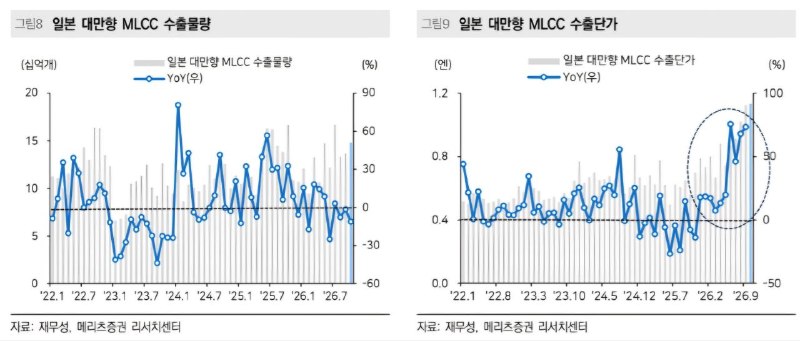 그림8 일본 대만향 MLCC 수출물량
(십억개)
일본 대만향 MLCC 수출물량
YoY(우)
(%)
20
15
10
5
0
90
60
30
0
-30
-60
'22.1 '22.7 '23.1 '23.7 '24.1 '24.7 '25.1 '25.7 '26.1 '26.7
자료: 재무성, 메리츠증권 리서치센터
그림9 일본 대만향 MLCC 수출단가
(엔)
일본 대만향 MLCC 수출단가
YoY(우)
(%)
1.2
0.8
0.4
0.0
100
50
0
-50
'22.1 '22.8 '23.3 '23.10 '24.5 '24.12 '25.7 '26.2 '26.9
자료: 재무성, 메리츠증권 리서치센터